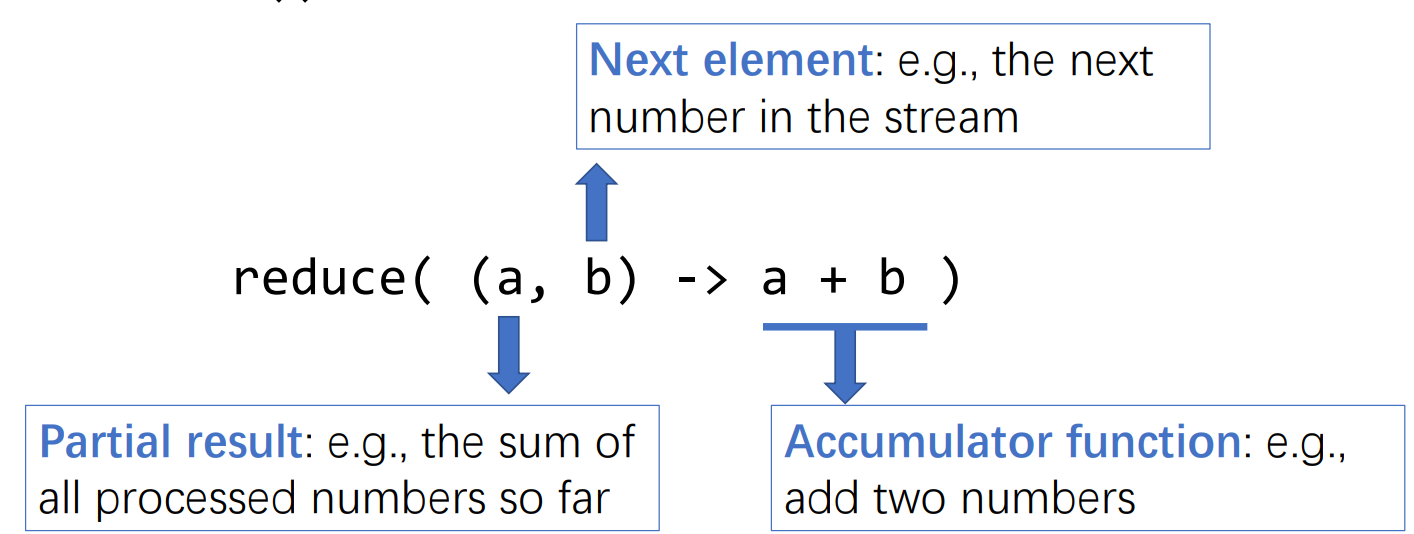 Next element: e.g., the next
number in the stream
reduce( (a, b) -> a + b )
Partial result: e.g., the sum of
all processed numbers so far
Accumulator function: e.g.,
add two numbers